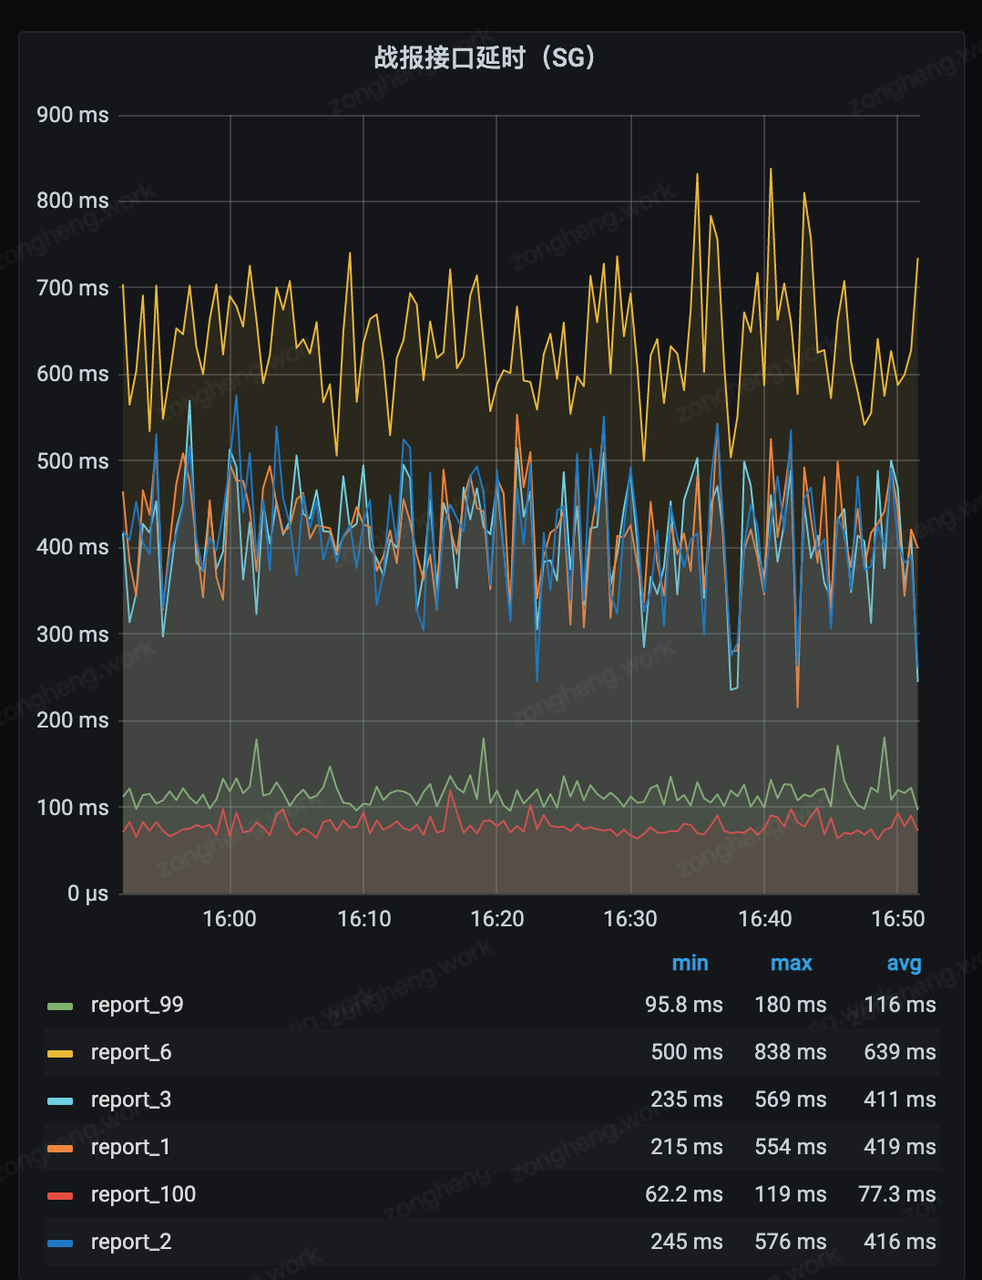 战报接口延时（SG）
900 ms
800 ms
700 ms
600 ms
500 ms
400 ms
300 ms
200 ms
100 ms
0 µs
16:00 16:10 16:20 16:30 16:40 16:50
min max avg
report_99 95.8 ms 180 ms 116 ms
report_6 500 ms 838 ms 639 ms
report_3 235 ms 569 ms 411 ms
report_1 215 ms 554 ms 419 ms
report_100 62.2 ms 119 ms 77.3 ms
report_2 245 ms 576 ms 416 ms
zongheng.work